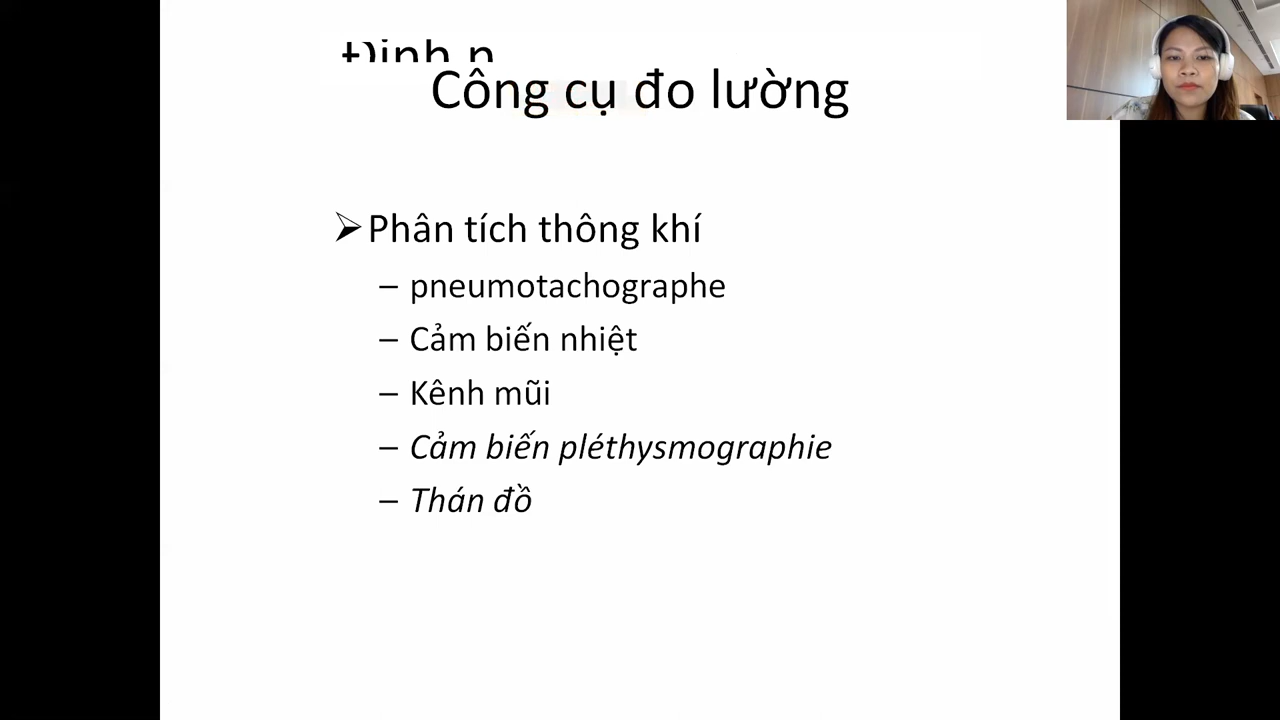 Công cụ đo lường
➢Phân tích thông khí
– pneumotachographe
– Cảm biến nhiệt
– Kênh mũi
– Cảm biến pléthysmographie
– Thán đồ